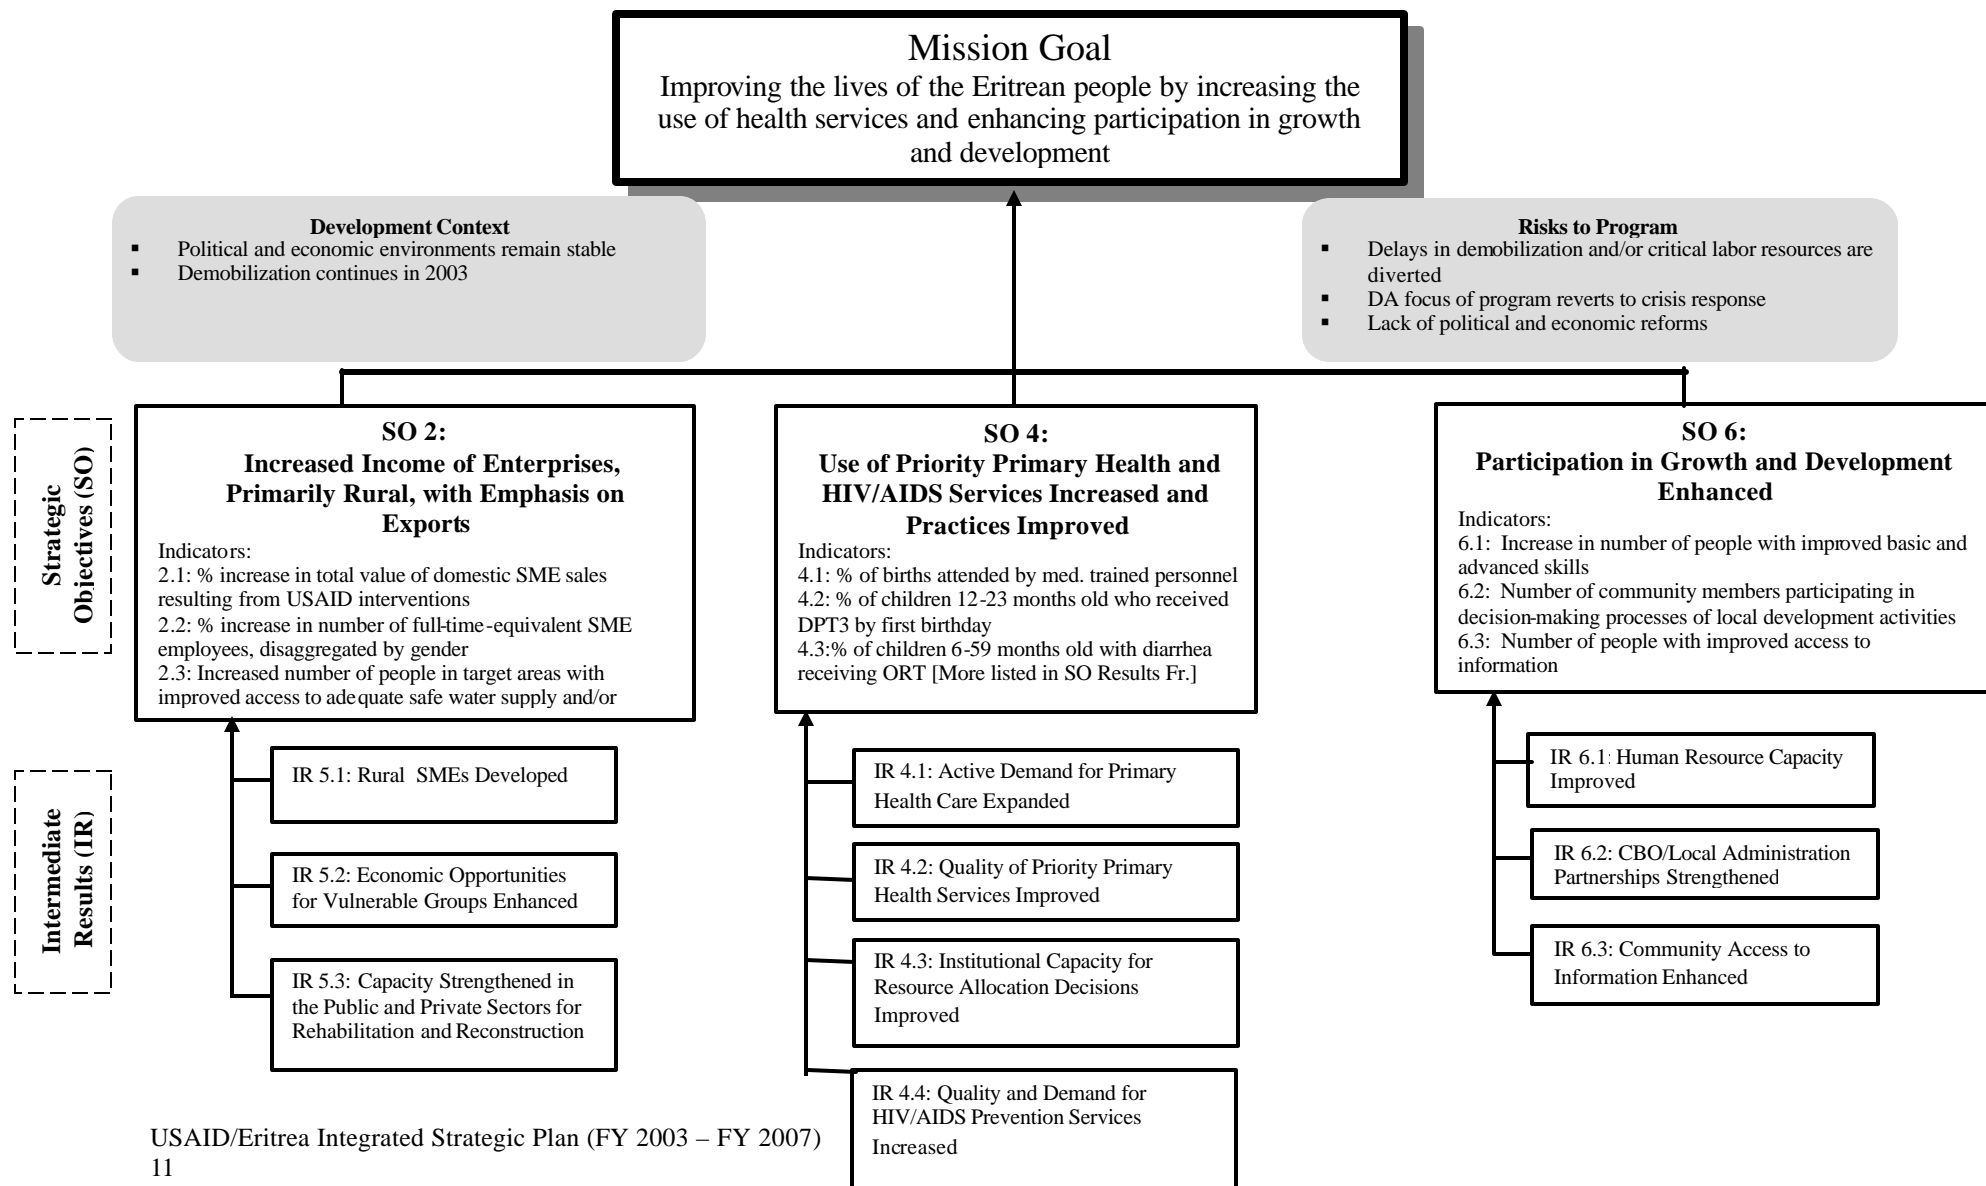 Mission Goal
Improving the lives of the Eritrean people by increasing the
use of health services and enhancing participation in growth
and development
Development Context
▪ Political and economic environments remain stable
▪ Demobilization continues in 2003
Risks to Program
▪ Delays in demobilization and/or critical labor resources are
diverted
▪ DA focus of program reverts to crisis response
▪ Lack of political and economic reforms
Strategic
Objectives (SO)
SO 2:
Increased Income of Enterprises,
Primarily Rural, with Emphasis on
Exports
Indicators:
2.1: % increase in total value of domestic SME sales
resulting from USAID interventions
2.2: % increase in number of full-time-equivalent SME
employees, disaggregated by gender
2.3: Increased number of people in target areas with
improved access to adequate safe water supply and/or
SO 4:
Use of Priority Primary Health and
HIV/AIDS Services Increased and
Practices Improved
Indicators:
4.1: % of births attended by med. trained personnel
4.2: % of children 12-23 months old who received
DPT3 by first birthday
4.3:% of children 6-59 months old with diarrhea
receiving ORT [More listed in SO Results Fr.]
SO 6:
Participation in Growth and Development
Enhanced
Indicators:
6.1: Increase in number of people with improved basic and
advanced skills
6.2: Number of community members participating in
decision-making processes of local development activities
6.3: Number of people with improved access to
information
Intermediate
Results (IR)
IR 5.1: Rural SMEs Developed
IR 5.2: Economic Opportunities
for Vulnerable Groups Enhanced
IR 5.3: Capacity Strengthened in
the Public and Private Sectors for
Rehabilitation and Reconstruction
IR 4.1: Active Demand for Primary
Health Care Expanded
IR 4.2: Quality of Priority Primary
Health Services Improved
IR 4.3: Institutional Capacity for
Resource Allocation Decisions
Improved
IR 4.4: Quality and Demand for
HIV/AIDS Prevention Services
Increased
IR 6.1: Human Resource Capacity
Improved
IR 6.2: CBO/Local Administration
Partnerships Strengthened
IR 6.3: Community Access to
Information Enhanced
USAID/Eritrea Integrated Strategic Plan (FY 2003 – FY 2007)
11